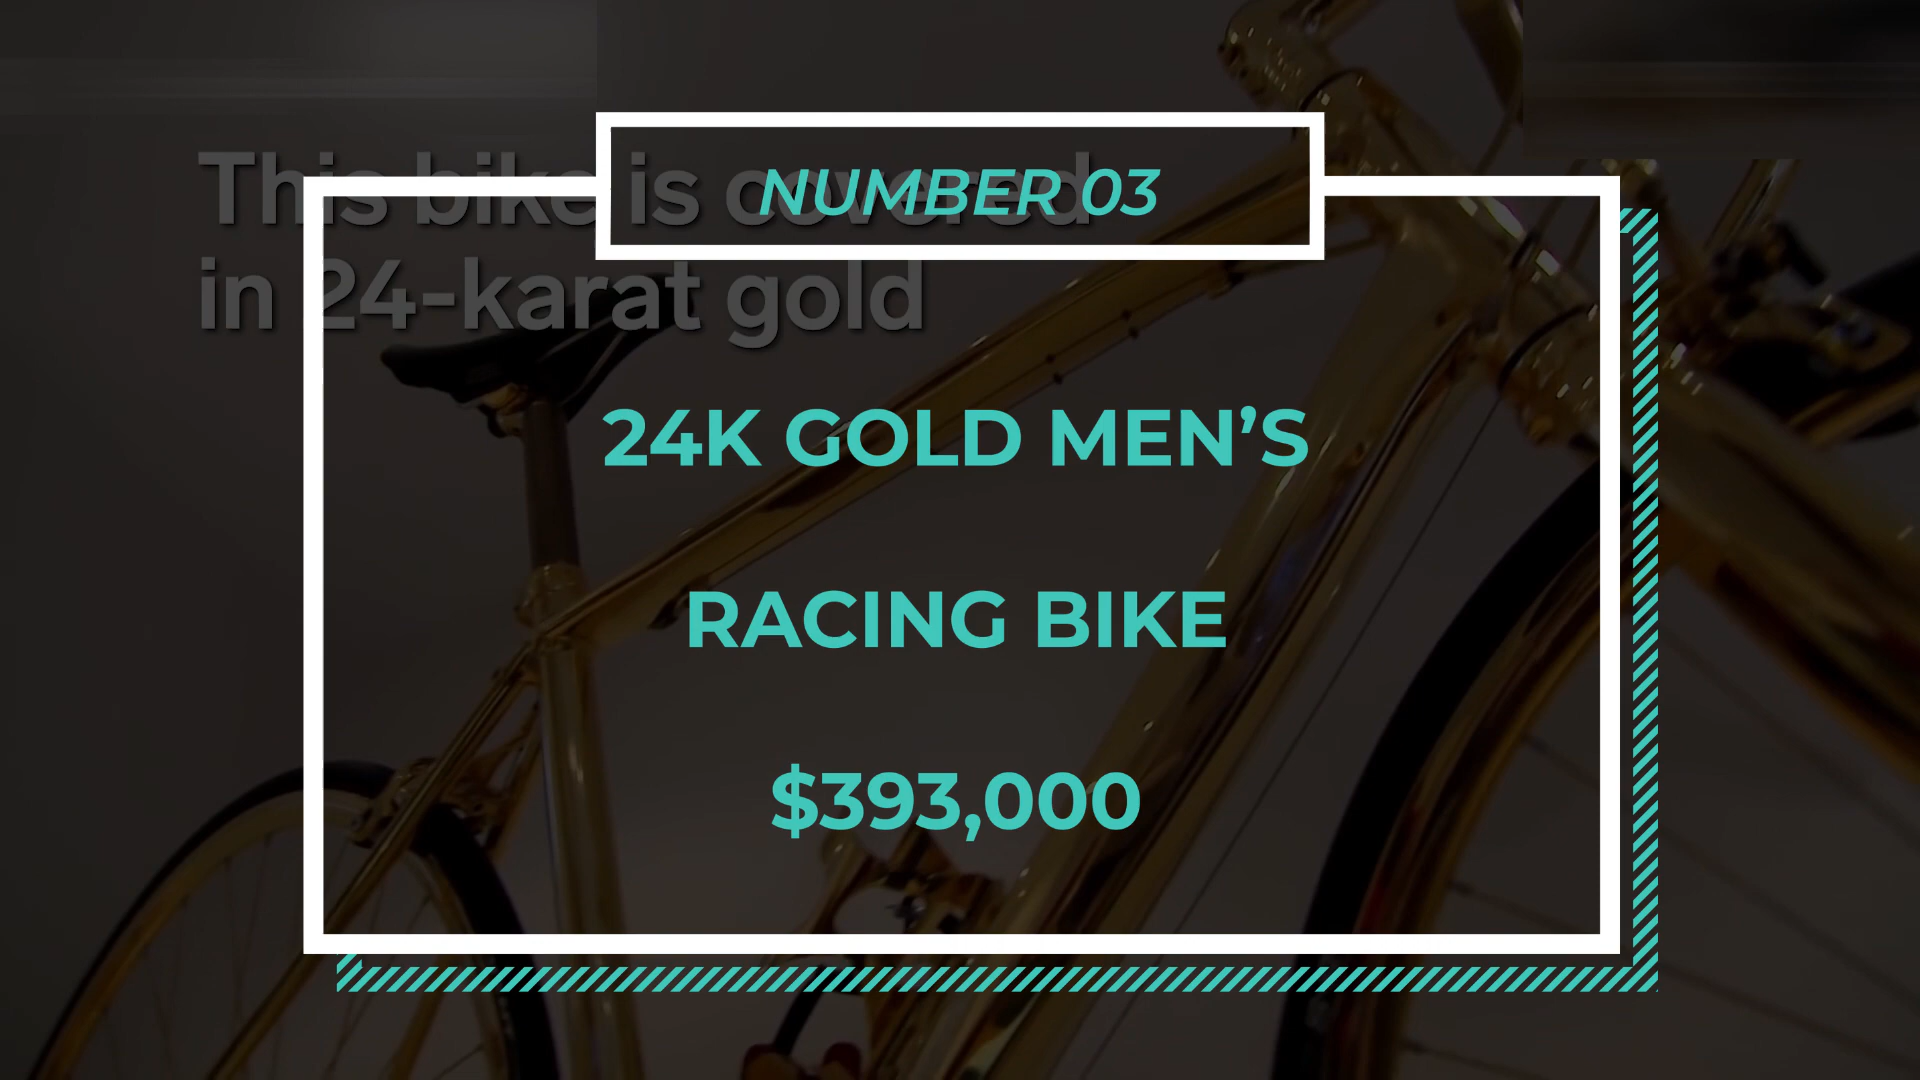 NUMBER 03
This bike is covered
in 24-karat gold
24K GOLD MEN’S
RACING BIKE
$393,000